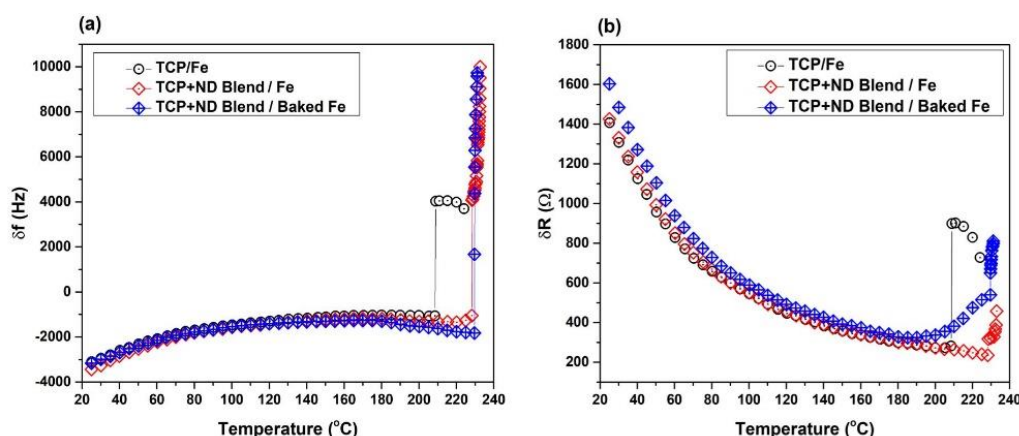 (a)
δf (Hz)
10000
8000
6000
4000
2000
0
-2000
-4000
TCP/Fe
TCP+ND Blend / Fe
TCP+ND Blend / Baked Fe
20 40 60 80 100 120 140 160 180 200 220 240
Temperature (°C)
(b)
δR (Ω)
1800
1600
1400
1200
1000
800
600
400
200
TCP/Fe
TCP+ND Blend / Fe
TCP+ND Blend / Baked Fe
20 40 60 80 100 120 140 160 180 200 220 240
Temperature (°C)